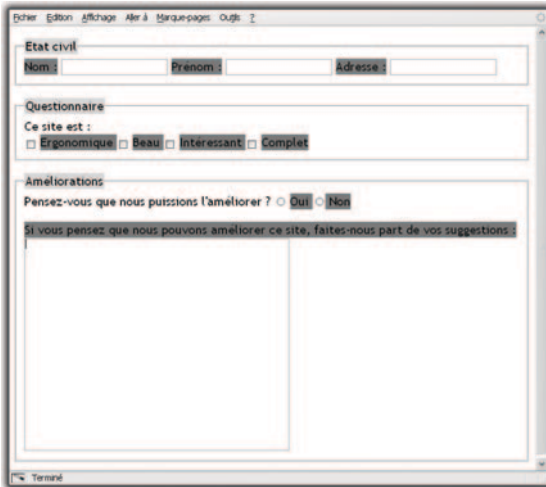 Fichier Edition Affichage Aller à Marque-pages Outils ?
Etat civil
Nom : Prénom : Adresse :
Questionnaire
Ce site est :
Ergonomique Beau Intéressant Complet
Améliorations
Pensez-vous que nous puissions l'améliorer ? Oui Non
Si vous pensez que nous pouvons améliorer ce site, faites-nous part de vos suggestions :
Terminé